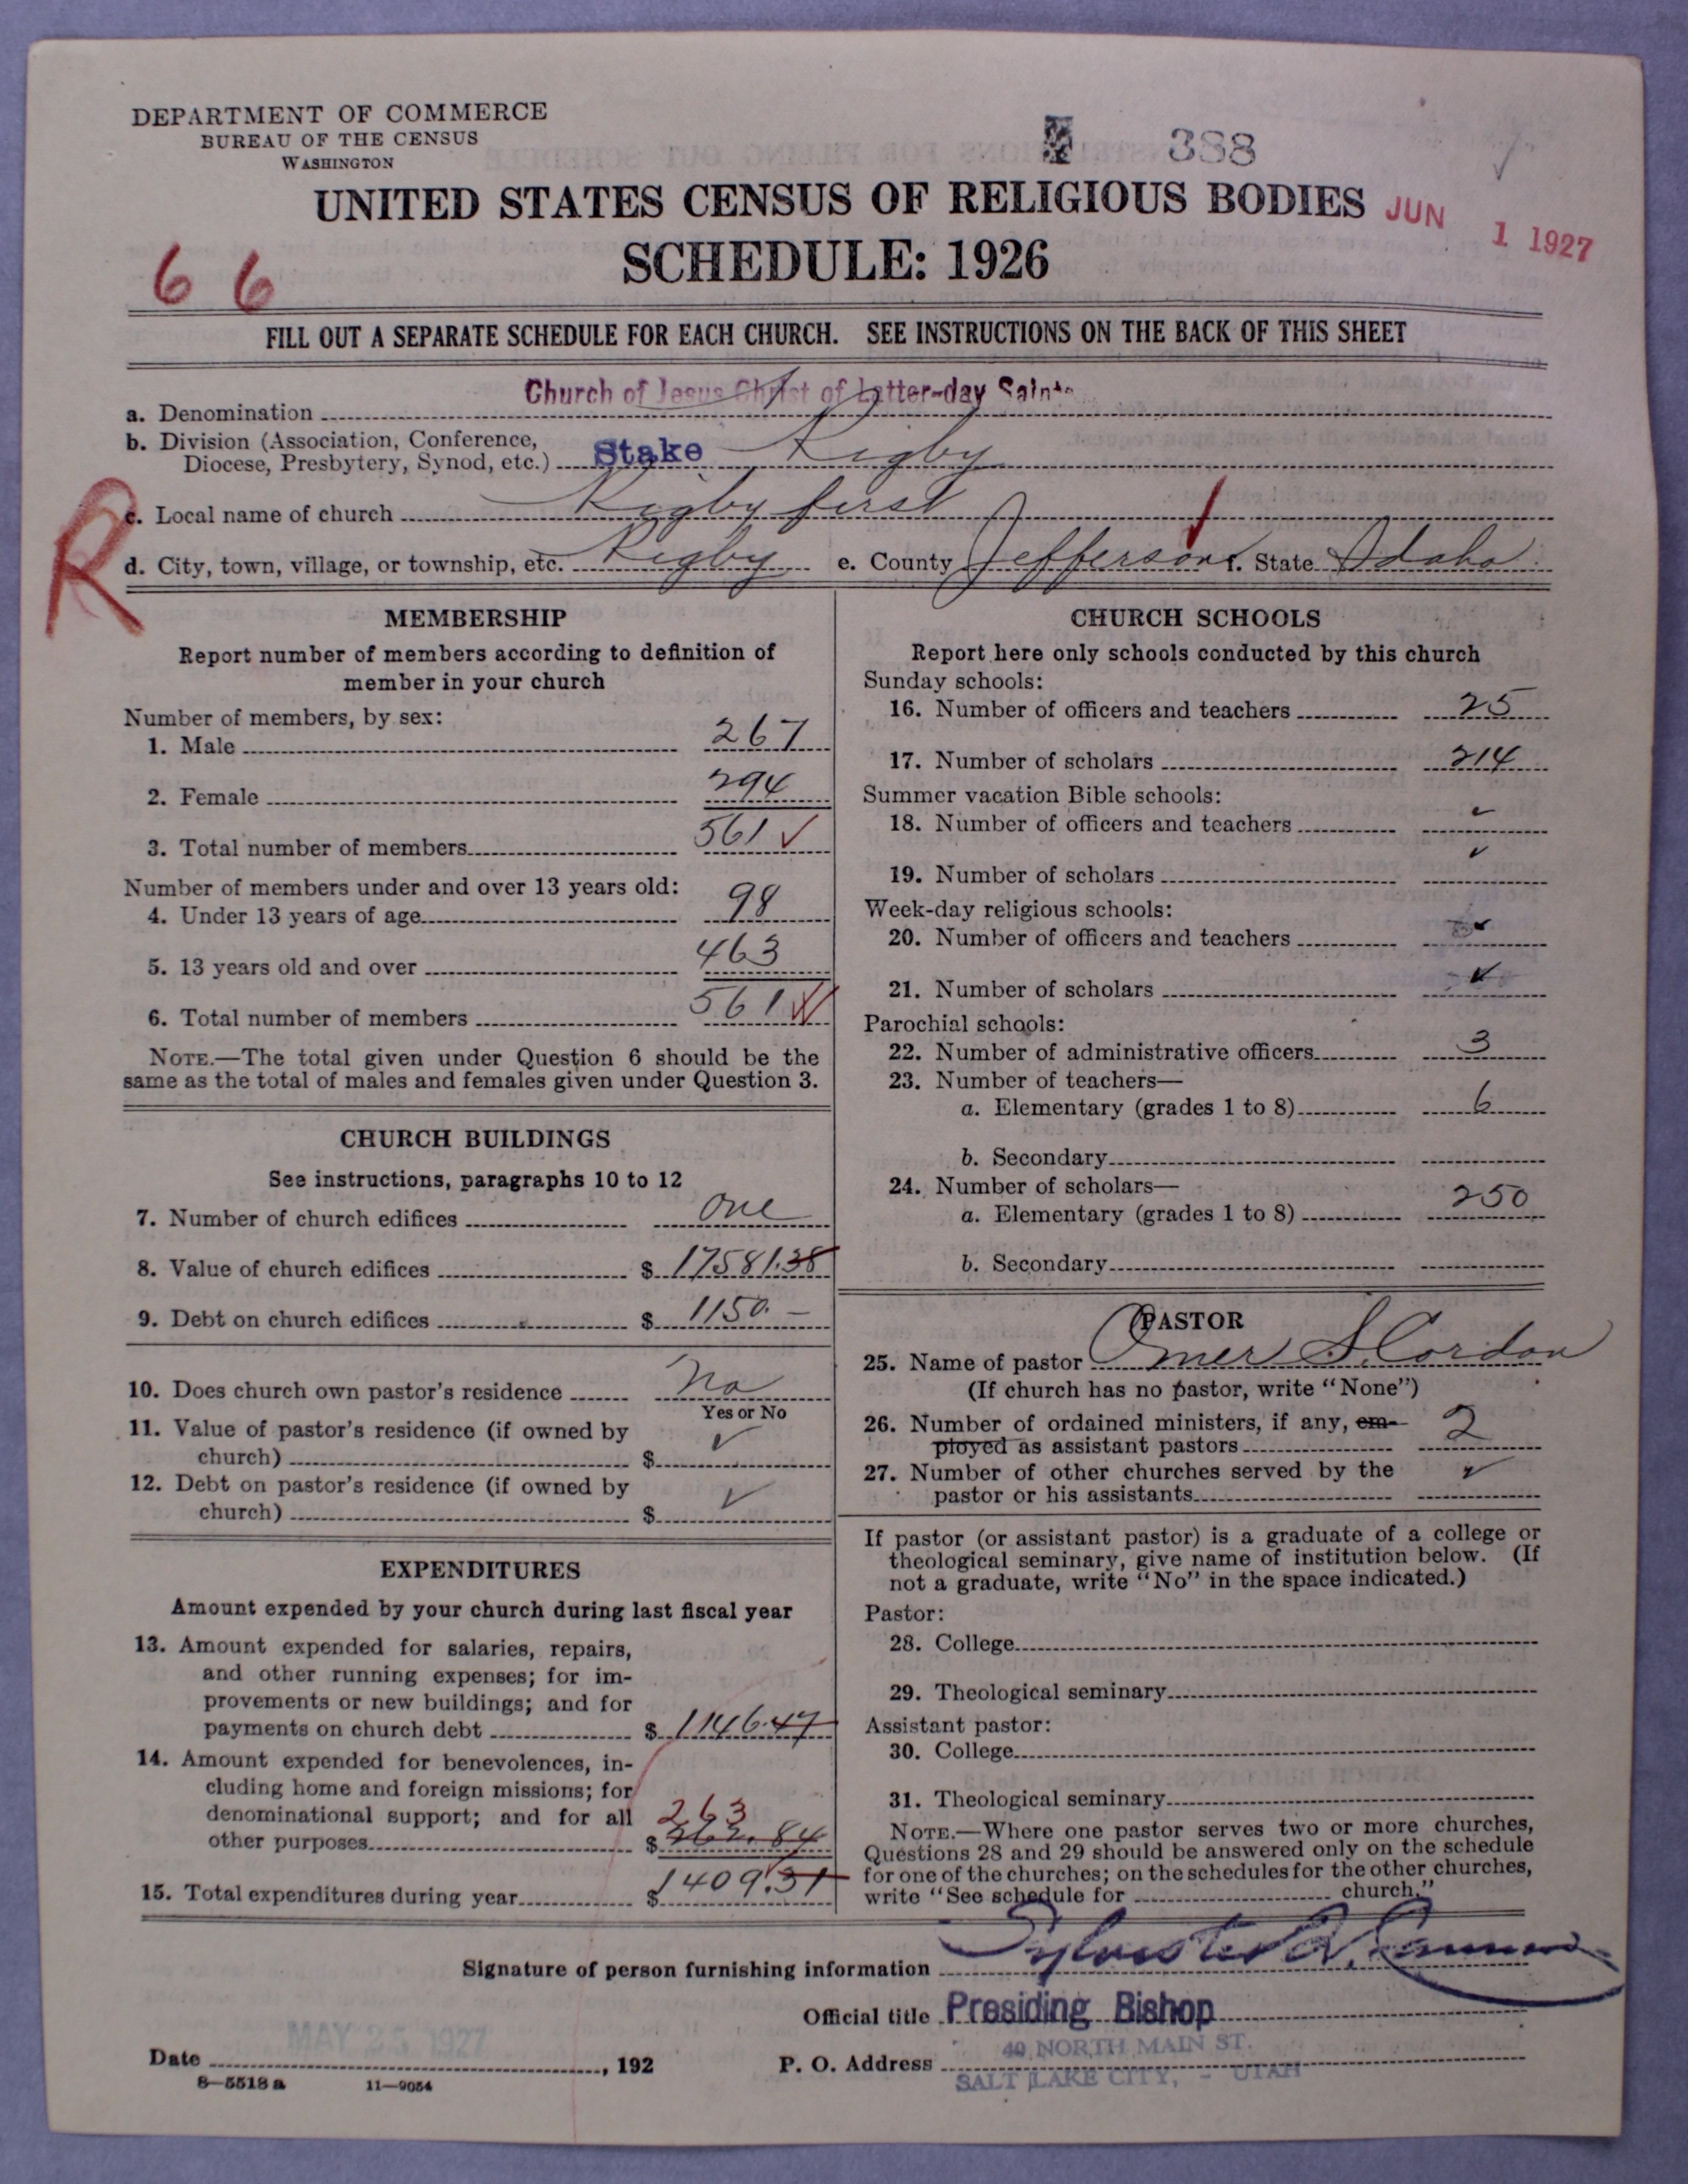 DEPARTMENT OF COMMERCE
BUREAU OF THE CENSUS
WASHINGTON
388
UNITED STATES CENSUS OF RELIGIOUS BODIES
JUN 1 1927
SCHEDULE: 1926
66
FILL OUT A SEPARATE SCHEDULE FOR EACH CHURCH. SEE INSTRUCTIONS ON THE BACK OF THIS SHEET
a. Denomination Church of Jesus Christ of Latter-day Saints
b. Division (Association, Conference,
Diocese, Presbytery, Synod, etc.) Stake Rigby
R
c. Local name of church Rigby first
d. City, town, village, or township, etc. Rigby e. County Jefferson f. State Idaho
MEMBERSHIP
Report number of members according to definition of
member in your church
Number of members, by sex:
1. Male 267
2. Female 294
3. Total number of members 561 ✓
Number of members under and over 13 years old:
4. Under 13 years of age 98
5. 13 years old and over 463
6. Total number of members 561
NOTE.—The total given under Question 6 should be the
same as the total of males and females given under Question 3.
CHURCH BUILDINGS
See instructions, paragraphs 10 to 12
7. Number of church edifices one
8. Value of church edifices $ 17581.38
9. Debt on church edifices $ 1150.—
10. Does church own pastor's residence no
Yes or No
11. Value of pastor's residence (if owned by
church) $ ✓
12. Debt on pastor's residence (if owned by
church) $ ✓
EXPENDITURES
Amount expended by your church during last fiscal year
13. Amount expended for salaries, repairs,
and other running expenses; for im-
provements or new buildings; and for
payments on church debt $ 1146.47
14. Amount expended for benevolences, in-
cluding home and foreign missions; for
denominational support; and for all 263
other purposes $ 262.84
15. Total expenditures during year $ 1409.31
CHURCH SCHOOLS
Report here only schools conducted by this church
Sunday schools:
16. Number of officers and teachers 25
17. Number of scholars 214
Summer vacation Bible schools:
18. Number of officers and teachers ✓
19. Number of scholars ✓
Week-day religious schools:
20. Number of officers and teachers ✓
21. Number of scholars ✓
Parochial schools:
22. Number of administrative officers 3
23. Number of teachers—
a. Elementary (grades 1 to 8) 6
b. Secondary
24. Number of scholars—
a. Elementary (grades 1 to 8) 250
b. Secondary
PASTOR
25. Name of pastor Omer S. Cordon
(If church has no pastor, write "None")
26. Number of ordained ministers, if any, em-
ployed as assistant pastors 2
27. Number of other churches served by the
pastor or his assistants ✓
If pastor (or assistant pastor) is a graduate of a college or
theological seminary, give name of institution below. (If
not a graduate, write "No" in the space indicated.)
Pastor:
28. College
29. Theological seminary
Assistant pastor:
30. College
31. Theological seminary
NOTE.—Where one pastor serves two or more churches,
Questions 28 and 29 should be answered only on the schedule
for one of the churches; on the schedules for the other churches,
write "See schedule for church."
Signature of person furnishing information Sylvester Q. Cannon
Official title Presiding Bishop
Date MAY 25 1927, 192
P. O. Address 40 NORTH MAIN ST.
SALT LAKE CITY, - UTAH
8—5518a 11—9054